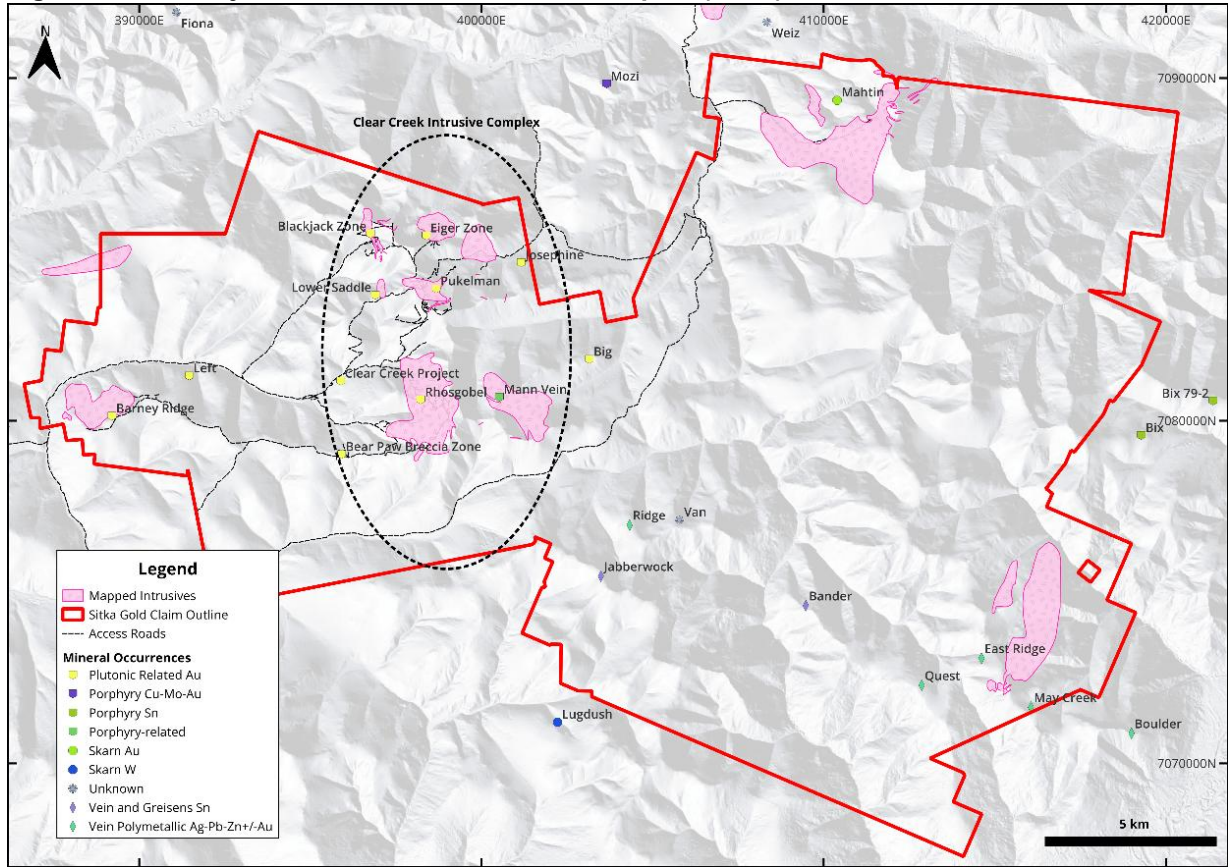 390000E
400000E
410000E
420000E
Fiona
Weiz
N
Mozi
7090000N
Mahtin
Clear Creek Intrusive Complex
Blackjack Zone
Eiger Zone
Josephine
Lower Saddle
Pukelman
Big
Left
Clear Creek Project
Rhosgobel
Mann Vein
Bix 79-2
Barney Ridge
7080000N
Bix
Bear Paw Breccia Zone
Ridge
Van
Jabberwock
Bander
East Ridge
Quest
May Creek
Lugdush
Boulder
7070000N
5 km
Legend
Mapped Intrusives
Sitka Gold Claim Outline
Access Roads
Mineral Occurrences
Plutonic Related Au
Porphyry Cu-Mo-Au
Porphyry Sn
Porphyry-related
Skarn Au
Skarn W
Unknown
Vein and Greisens Sn
Vein Polymetallic Ag-Pb-Zn+/-Au